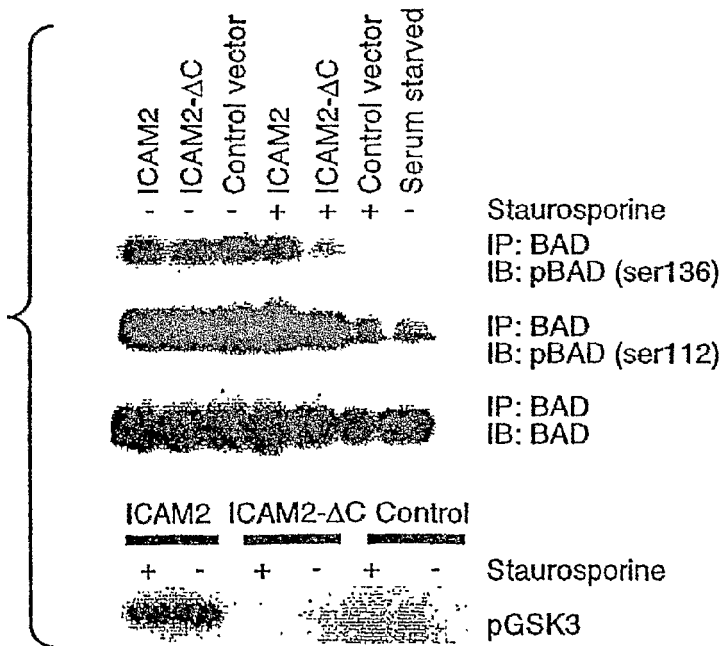 ICAM2 ICAM2-ΔC Control vector ICAM2 ICAM2-ΔC Control vector Serum starved
- - - + + + - Staurosporine
IP: BAD
IB: pBAD (ser136)
IP: BAD
IB: pBAD (ser112)
IP: BAD
IB: BAD
ICAM2 ICAM2-ΔC Control
+ - + - + - Staurosporine
pGSK3